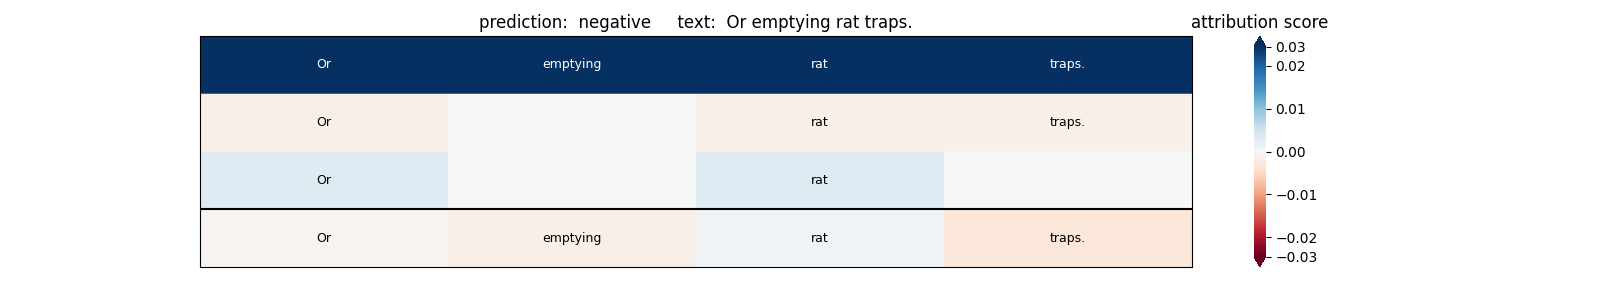 prediction:  negative     text:  Or emptying rat traps.
attribution score
Or emptying rat traps.
Or rat traps.
Or rat
Or emptying rat traps.
0.03
0.02
0.01
0.00
−0.01
−0.02
−0.03